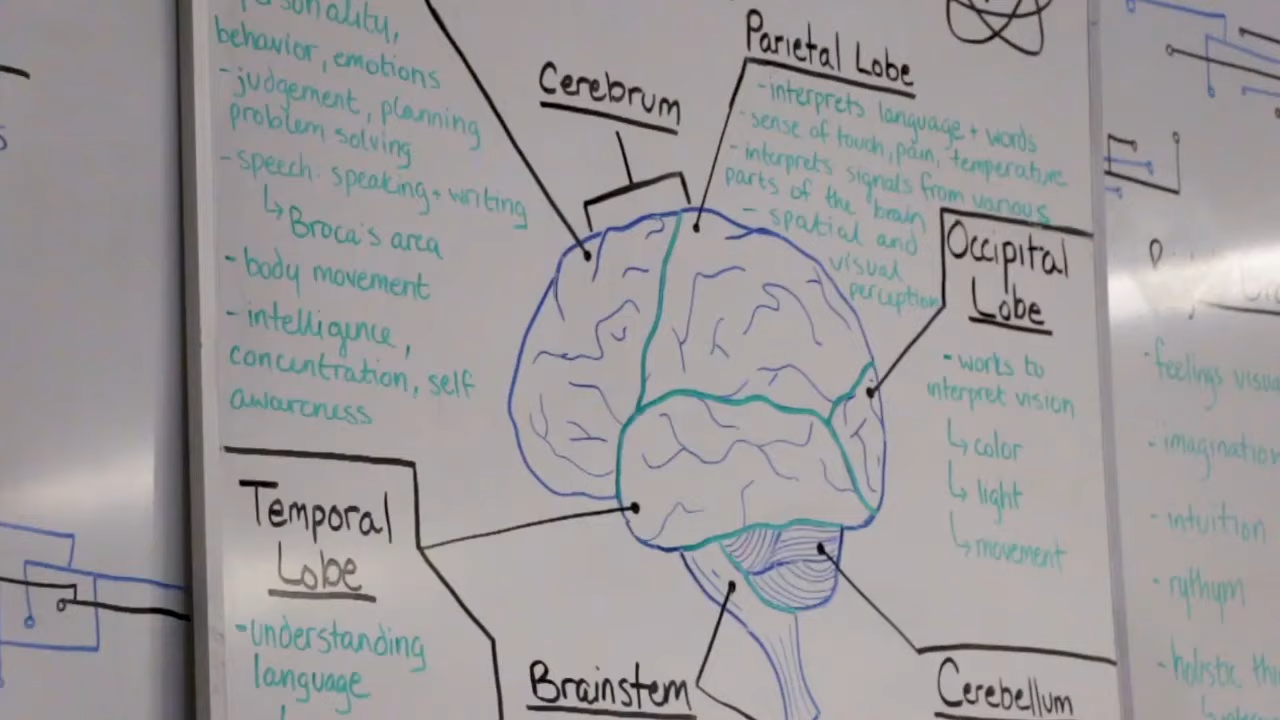 personality,
behavior, emotions
- judgement, planning
problem solving
- speech. speaking + writing
↳ Broca's area
- body movement
- intelligence,
concentration, self
awareness
Cerebrum
Parietal Lobe
- interprets language + words
- sense of touch, pain, temperature
- interprets signals from various
parts of the brain
- spatial and
visual
perception
Occipital
Lobe
- works to
interpret vision
↳ color
↳ light
↳ movement
Temporal
Lobe
- understanding
language
Brainstem
Cerebellum
- feelings
- imagination
- intuition
- rythym
- holistic